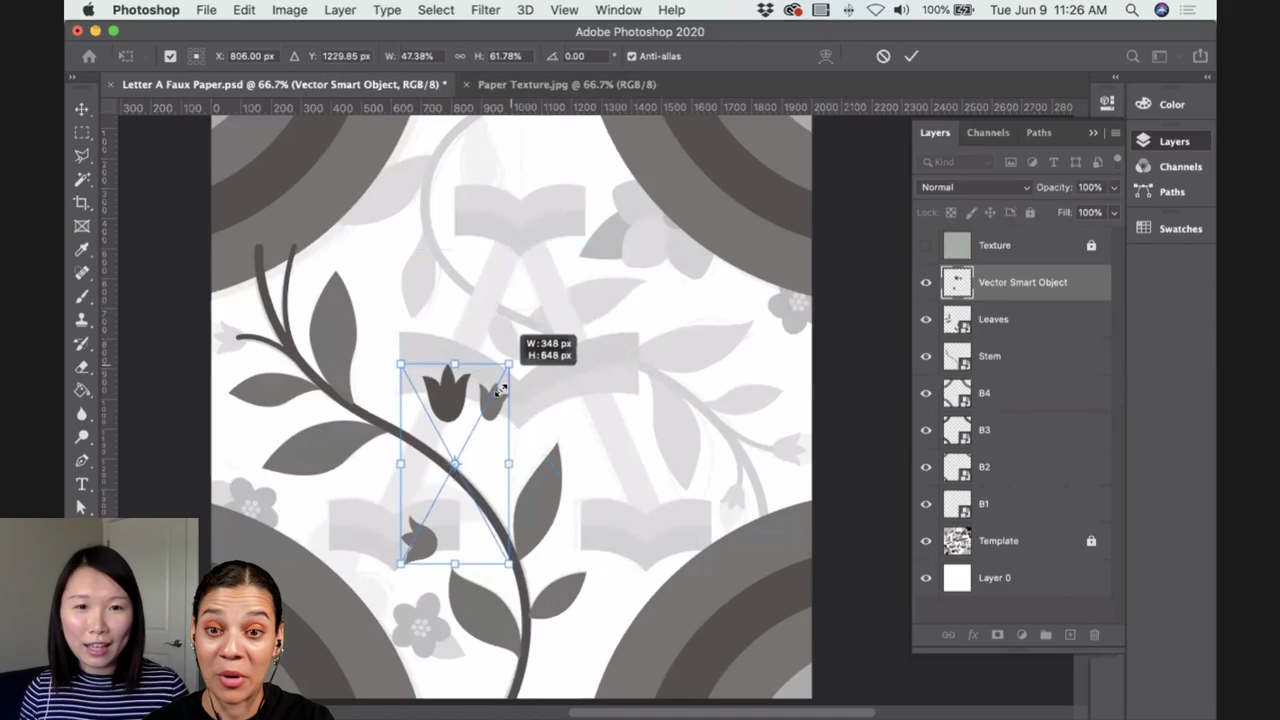 Photoshop File Edit Image Layer Type Select Filter 3D View Window Help 100% Tue Jun 9 11:26 AM
Adobe Photoshop 2020
X: 806.00 px Y: 1229.85 px W: 47.38% H: 61.78% 0.00 ° Anti-alias
Letter A Faux Paper.psd @ 66.7% (Vector Smart Object, RGB/8) * Paper Texture.jpg @ 66.7% (RGB/8)
300 200 100 0 100 200 300 400 500 600 700 800 900 1000 1100 1200 1300 1400 1500 1600 1700 1800 1900 2000 2100 2200 2300 2400 2500 2600 2700 280
Color
Layers Channels Paths
Layers
Kind
Channels
Normal Opacity: 100%
Paths
Lock: Fill: 100%
Swatches
Texture
Vector Smart Object
Leaves
Stem
B4
B3
B2
B1
Template
Layer 0
W: 348 px
H: 648 px